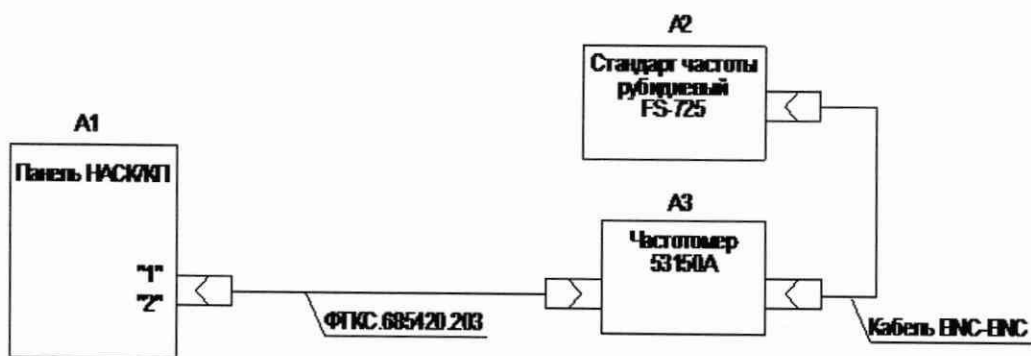 A2
Стандарт частоты
рубидиевый
FS-725
A1
Панель НАСК/КП
"1"
"2"
ФПКС.685420.203
A3
Частотомер
53150A
Кабель BNC-BNC